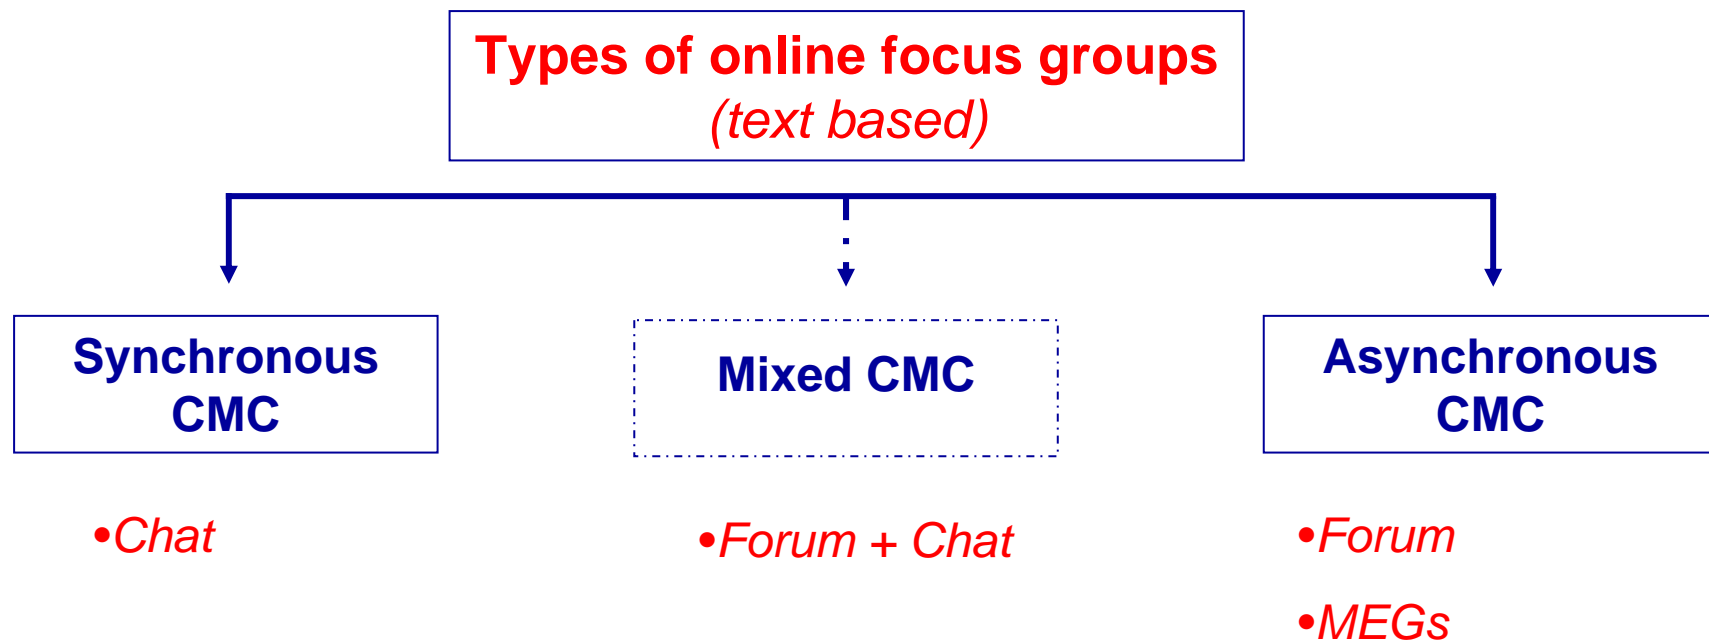 Types of online focus groups
(text based)
Synchronous
CMC
Mixed CMC
Asynchronous
CMC
•Chat
•Forum + Chat
•Forum
•MEGs